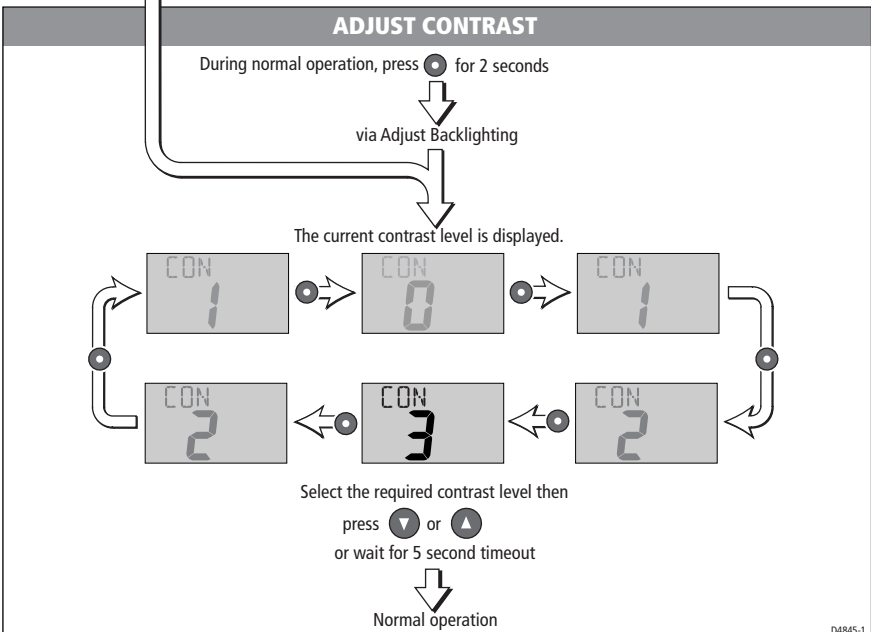 ADJUST CONTRAST
During normal operation, press for 2 seconds
via Adjust Backlighting
The current contrast level is displayed.
CON
1
CON
0
CON
1
CON
2
CON
3
CON
2
Select the required contrast level then
press or
or wait for 5 second timeout
Normal operation
D4845-1